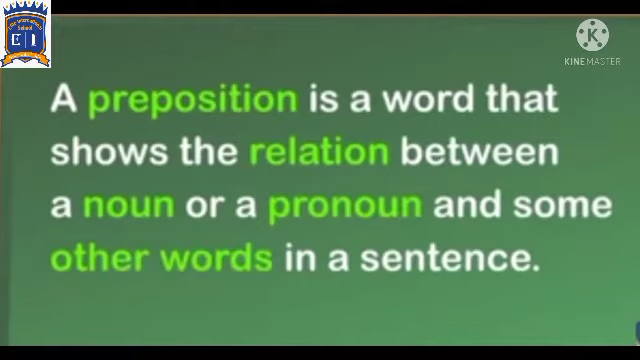 E I
KINEMASTER
A preposition is a word that
shows the relation between
a noun or a pronoun and some
other words in a sentence.